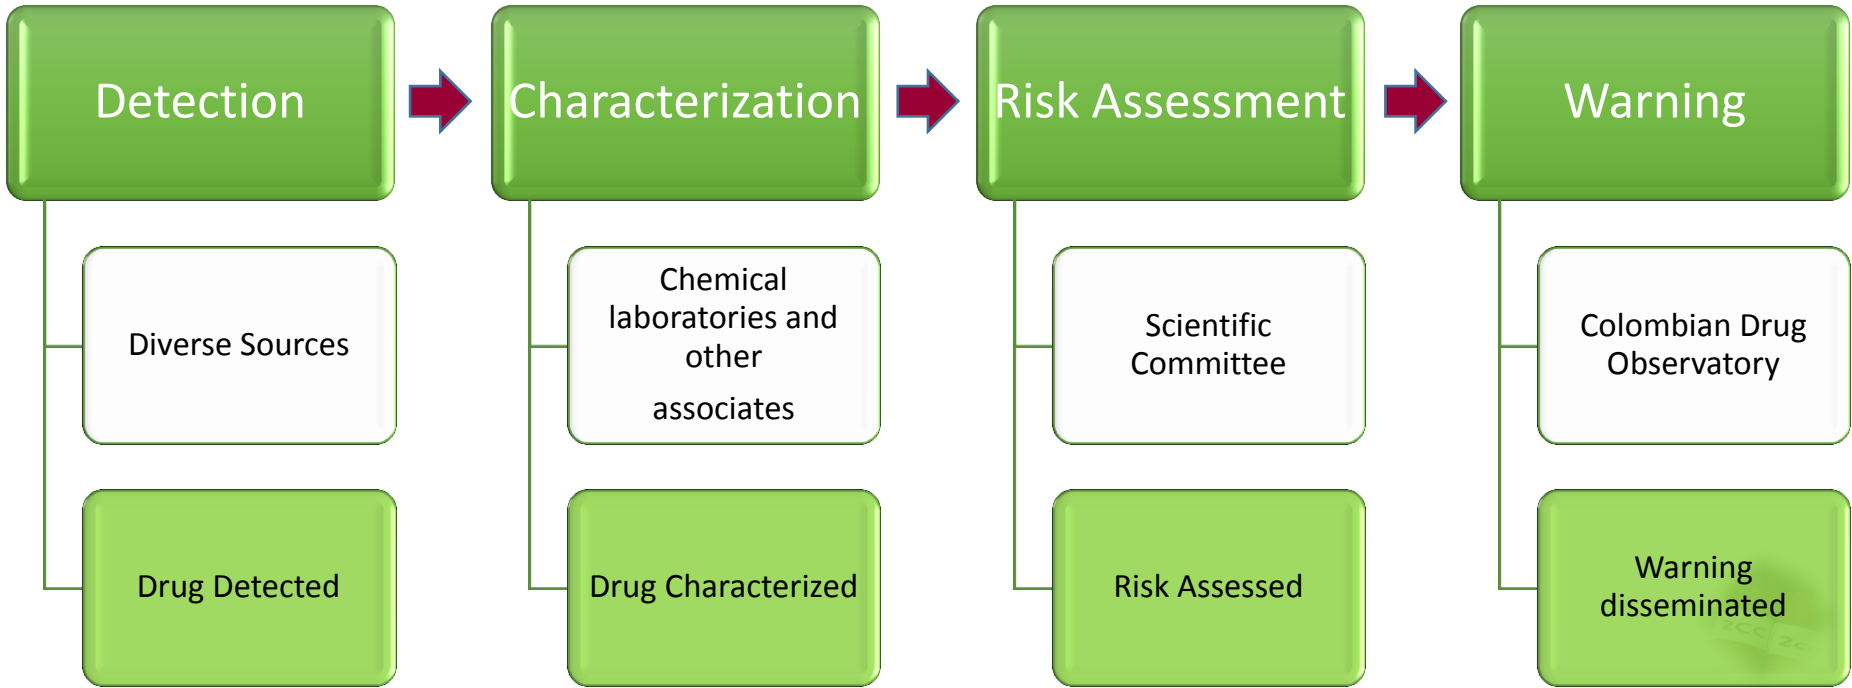 Detection
Characterization
Risk Assessment
Warning
Diverse Sources
Chemical
laboratories and
other
associates
Scientific
Committee
Colombian Drug
Observatory
Drug Detected
Drug Characterized
Risk Assessed
Warning
disseminated